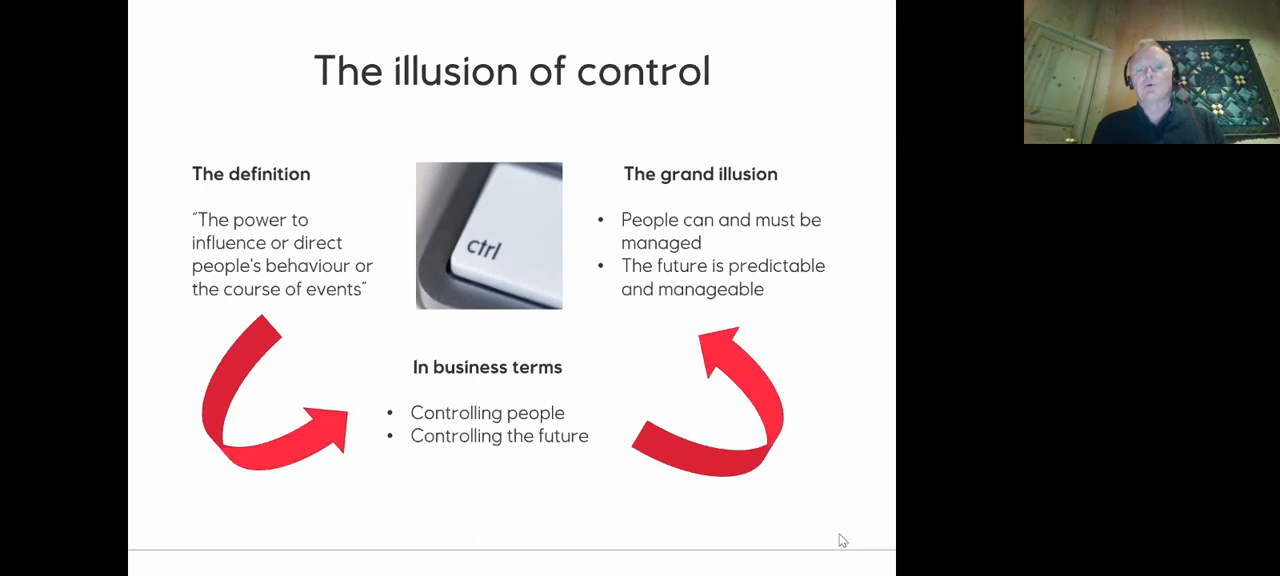 The illusion of control
The definition
“The power to
influence or direct
people's behaviour or
the course of events”
ctrl
In business terms
• Controlling people
• Controlling the future
The grand illusion
• People can and must be
managed
• The future is predictable
and manageable